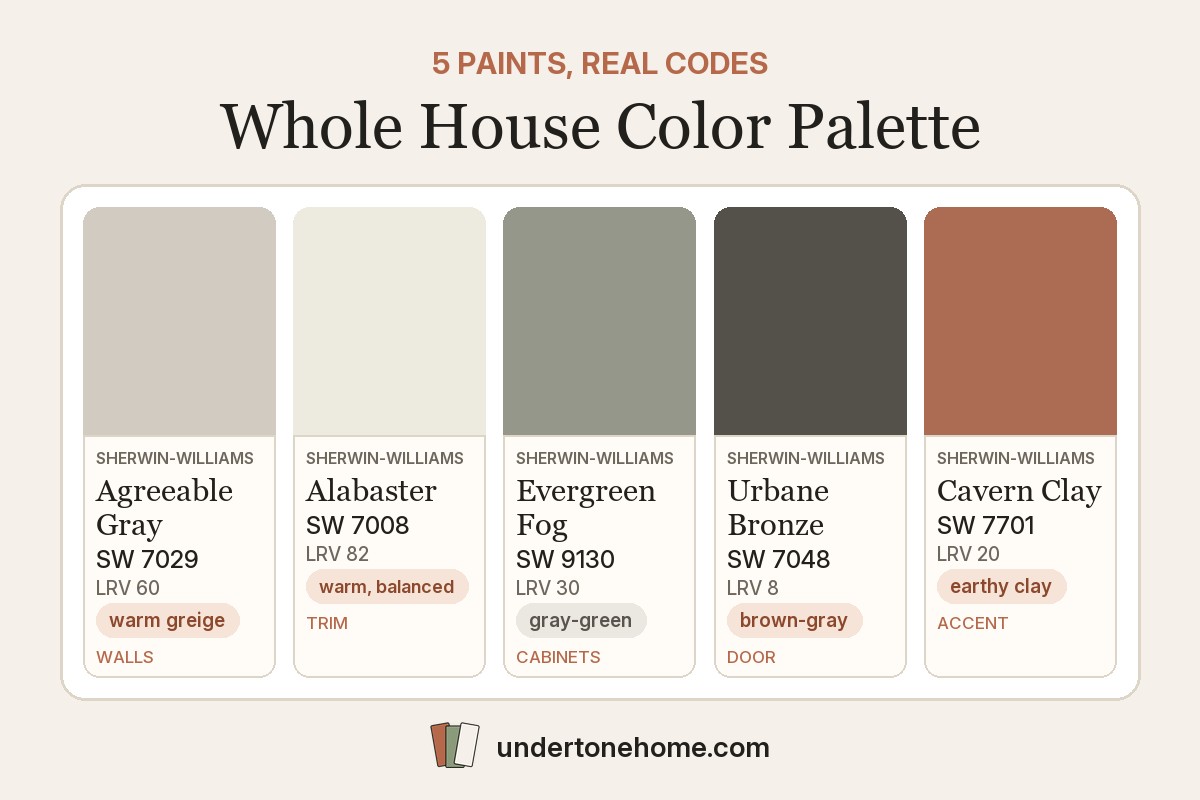 5 PAINTS, REAL CODES
Whole House Color Palette
SHERWIN-WILLIAMS
Agreeable
Gray
SW 7029
LRV 60
warm greige
WALLS
SHERWIN-WILLIAMS
Alabaster
SW 7008
LRV 82
warm, balanced
TRIM
SHERWIN-WILLIAMS
Evergreen
Fog
SW 9130
LRV 30
gray-green
CABINETS
SHERWIN-WILLIAMS
Urbane
Bronze
SW 7048
LRV 8
brown-gray
DOOR
SHERWIN-WILLIAMS
Cavern Clay
SW 7701
LRV 20
earthy clay
ACCENT
undertonehome.com